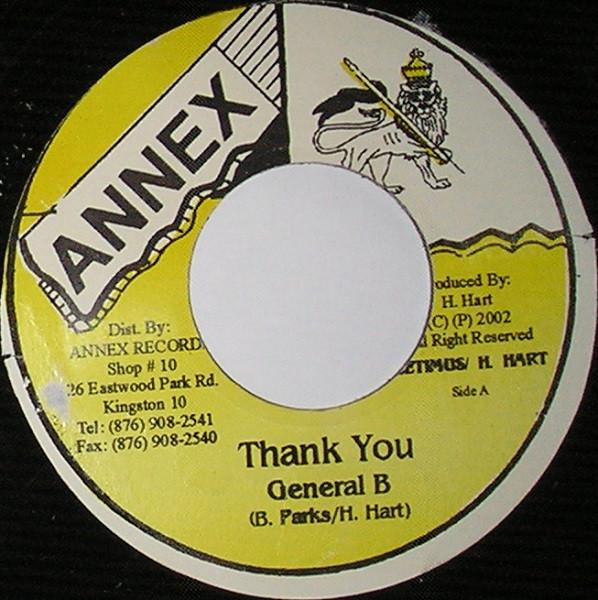 ANNEX
Dist. By:
ANNEX RECORD
Shop # 10
26 Eastwood Park Rd.
Kingston 10
Tel: (876) 908-2541
Fax: (876) 908-2540
oduced By:
H. Hart
(C) (P) 2002
Right Reserved
ETIMUS/ H. HART
Side A
Thank You
General B
(B. Parks/H. Hart)